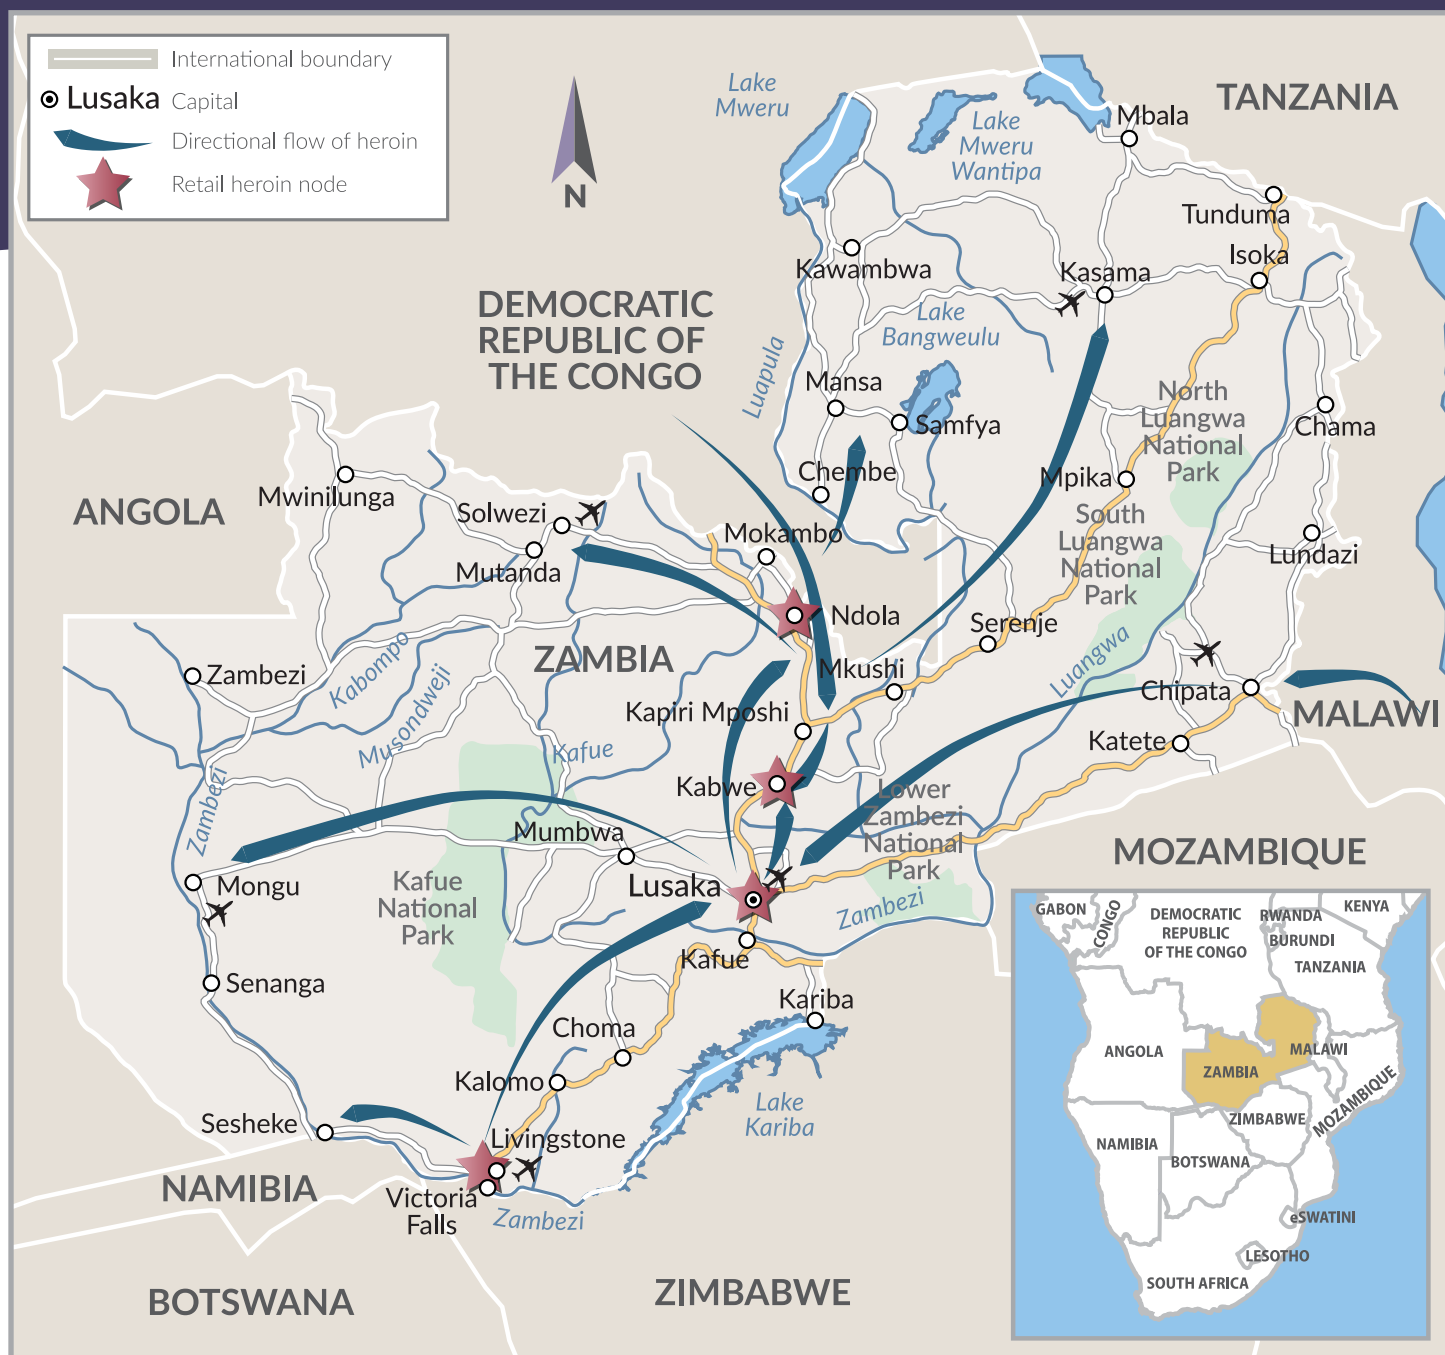 International boundary
Lusaka Capital
Directional flow of heroin
Retail heroin node
N
Lake
Mweru
Lake
Mweru
Wantipa
TANZANIA
Mbala
Tunduma
Isoka
Kawambwa
Kasama
DEMOCRATIC
REPUBLIC OF
THE CONGO
Lake
Bangweulu
Luapula
Mansa
Samfya
North
Luangwa
National
Park
Chama
Chembe
Mpika
ANGOLA
Mwinilunga
Solwezi
Mutanda
Mokambo
South
Luangwa
National
Park
Lundazi
Ndola
Serenje
ZAMBIA
Mkushi
Luangwa
Zambezi
Kabompo
Musondweji
Chipata
MALAWI
Kapiri Mposhi
Katete
Kafue
Zambezi
Kabwe
Lower
Zambezi
National
Park
Mumbwa
MOZAMBIQUE
Mongu
Kafue
National
Park
Lusaka
Zambezi
Kafue
Senanga
Kariba
Choma
Kalomo
Lake
Kariba
Sesheke
Livingstone
NAMIBIA
Victoria
Falls
Zambezi
BOTSWANA
ZIMBABWE
GABON
CONGO
DEMOCRATIC
REPUBLIC
OF THE CONGO
RWANDA
BURUNDI
KENYA
TANZANIA
ANGOLA
MALAWI
ZAMBIA
MOZAMBIQUE
ZIMBABWE
NAMIBIA
BOTSWANA
eSWATINI
LESOTHO
SOUTH AFRICA